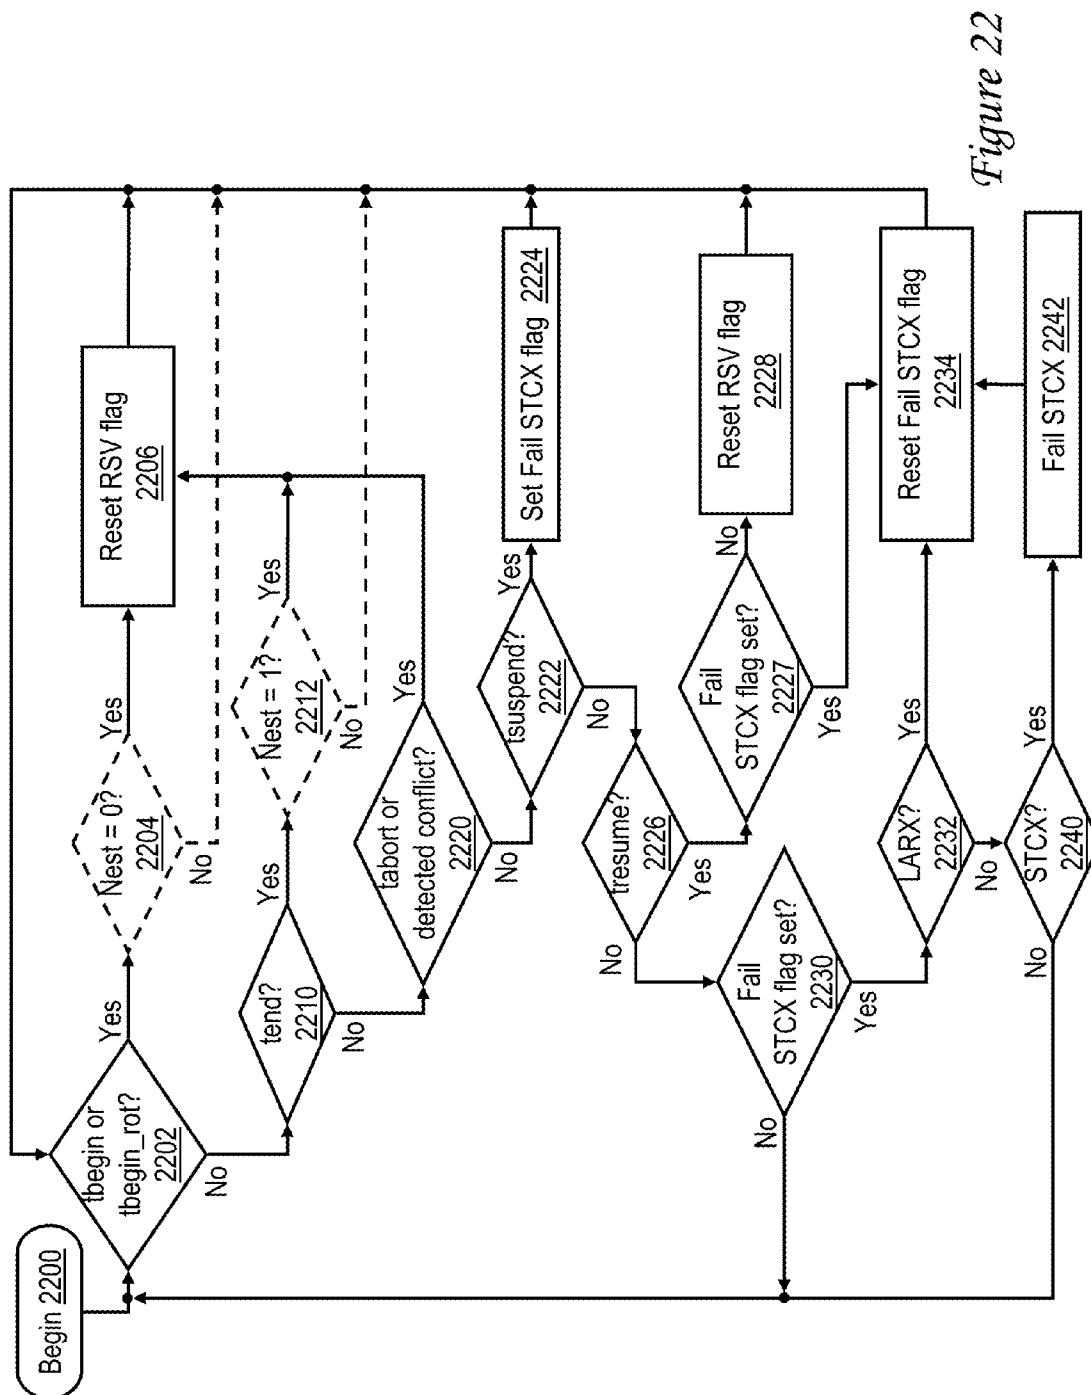 Begin 2200
tbegin or
tbegin_rot?
2202
Yes
No
Nest = 0?
2204
Yes
No
Reset RSV flag
2206
tend?
2210
Yes
No
Nest = 1?
2212
Yes
No
tabort or
detected conflict?
2220
Yes
No
tsuspend?
2222
Yes
No
Set Fail STCX flag 2224
tresume?
2226
Yes
No
Fail
STCX flag set?
2227
No
Yes
Reset RSV flag
2228
Fail
STCX flag set?
2230
No
Yes
LARX?
2232
Yes
No
Reset Fail STCX flag
2234
STCX?
2240
Yes
No
Fail STCX 2242
Figure 22